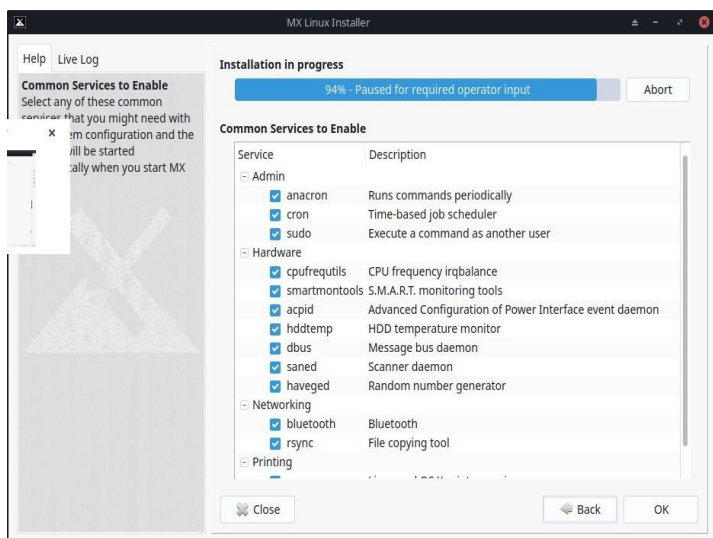 MX Linux Installer
Help Live Log
Common Services to Enable
Select any of these common
services that you might need with
em configuration and the
ill be started
cally when you start MX
Installation in progress
94% - Paused for required operator input
Abort
Common Services to Enable
Service Description
Admin
anacron Runs commands periodically
cron Time-based job scheduler
sudo Execute a command as another user
Hardware
cpufrequtils CPU frequency irqbalance
smartmontools S.M.A.R.T. monitoring tools
acpid Advanced Configuration of Power Interface event daemon
hddtemp HDD temperature monitor
dbus Message bus daemon
saned Scanner daemon
haveged Random number generator
Networking
bluetooth Bluetooth
rsync File copying tool
Printing
Close
Back
OK